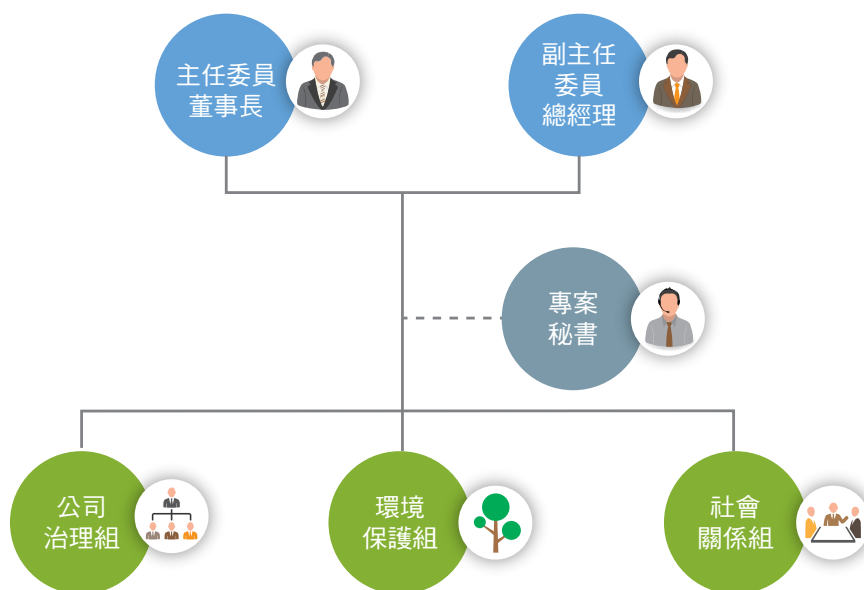 主任委員
董事長
副主任
委員
總經理
專案
秘書
公司
治理組
環境
保護組
社會
關係組